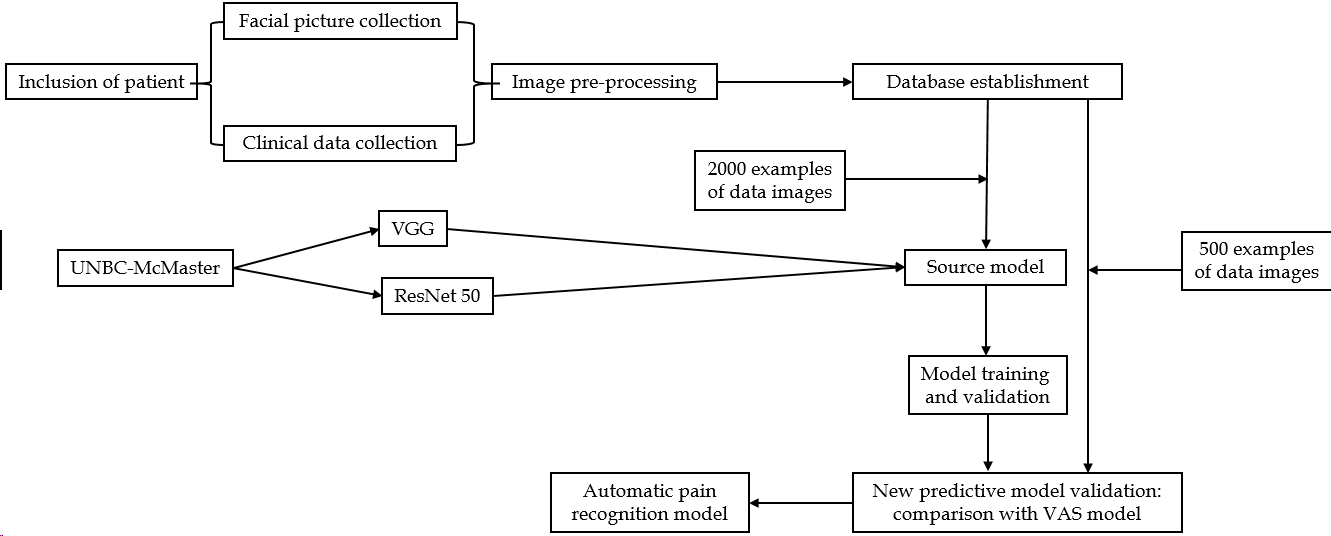 Facial picture collection
Inclusion of patient
Image pre-processing
Database establishment
Clinical data collection
2000 examples
of data images
VGG
UNBC-McMaster
ResNet 50
Source model
500 examples
of data images
Model training
and validation
Automatic pain
recognition model
New predictive model validation:
comparison with VAS model